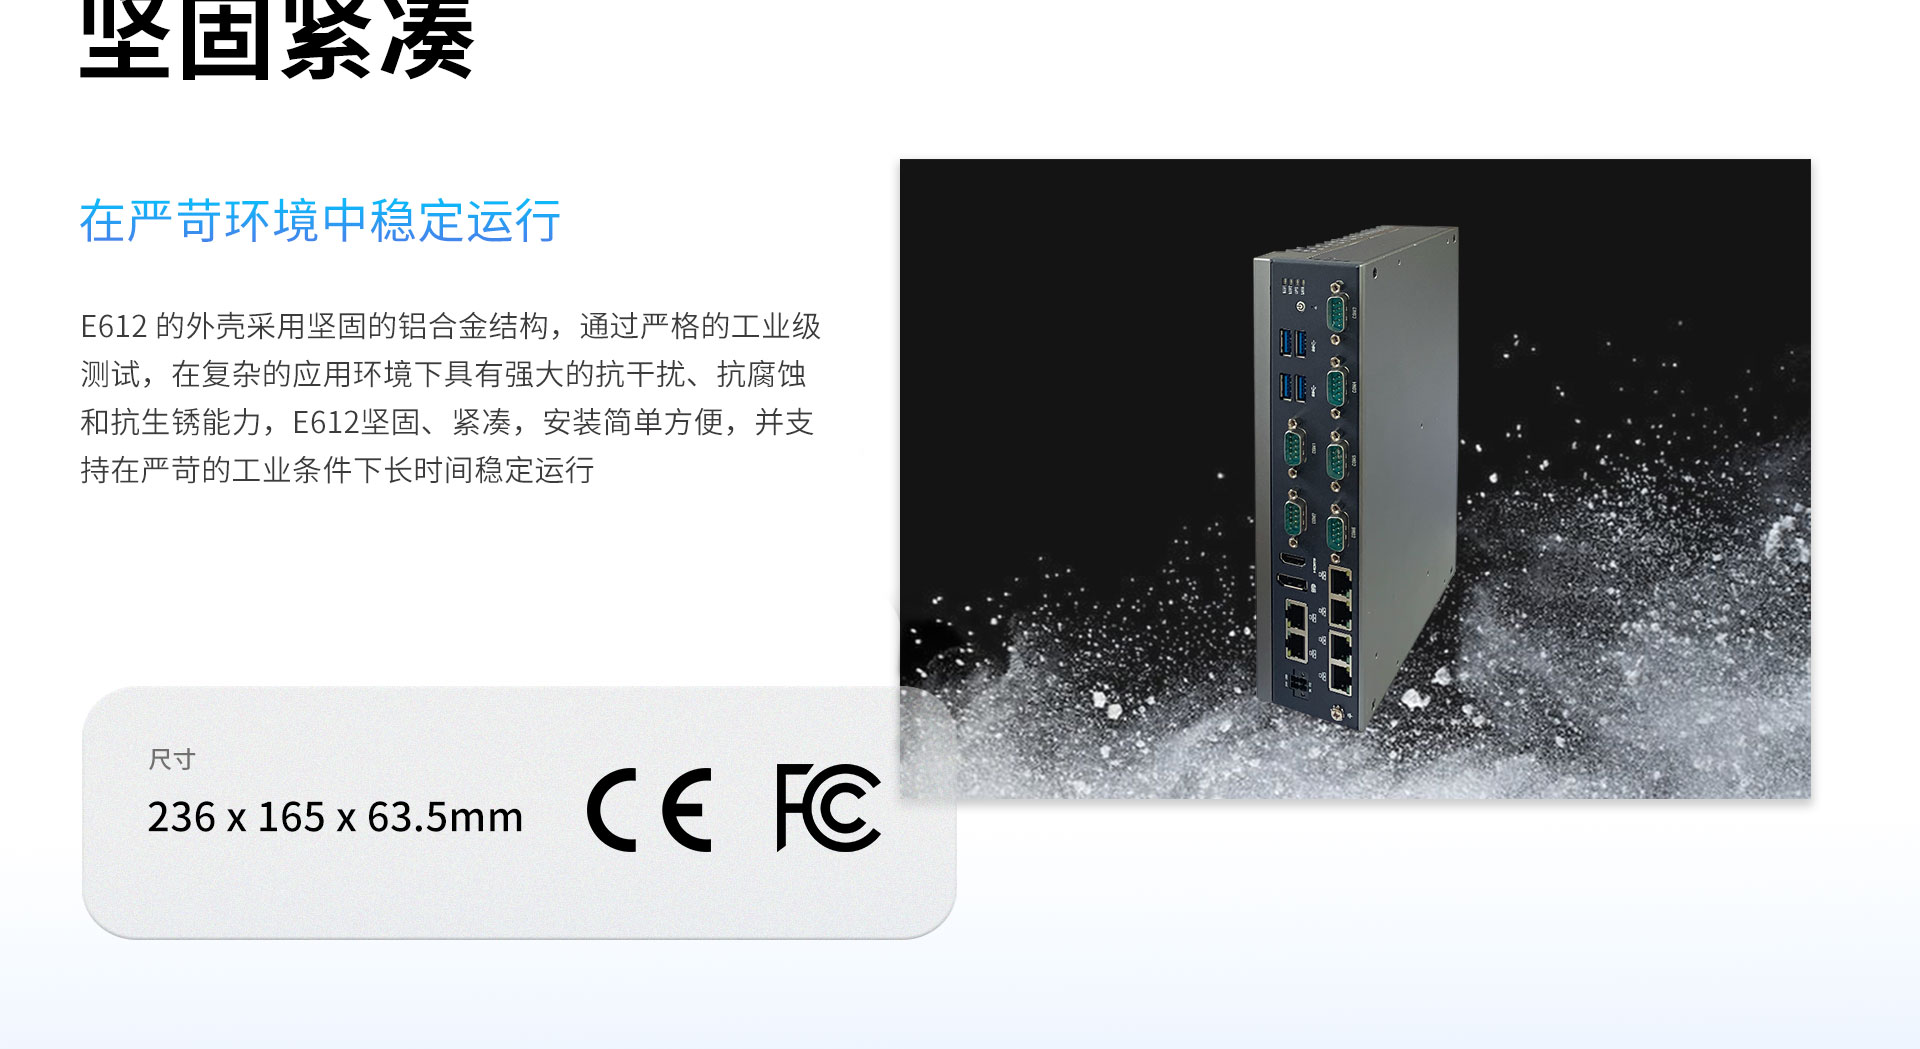 坚固紧凑
在严苛环境中稳定运行
E612 的外壳采用坚固的铝合金结构，通过严格的工业级
测试，在复杂的应用环境下具有强大的抗干扰、抗腐蚀
和抗生锈能力，E612坚固、紧凑，安装简单方便，并支
持在严苛的工业条件下长时间稳定运行
尺寸
236 x 165 x 63.5mm
CE
FC